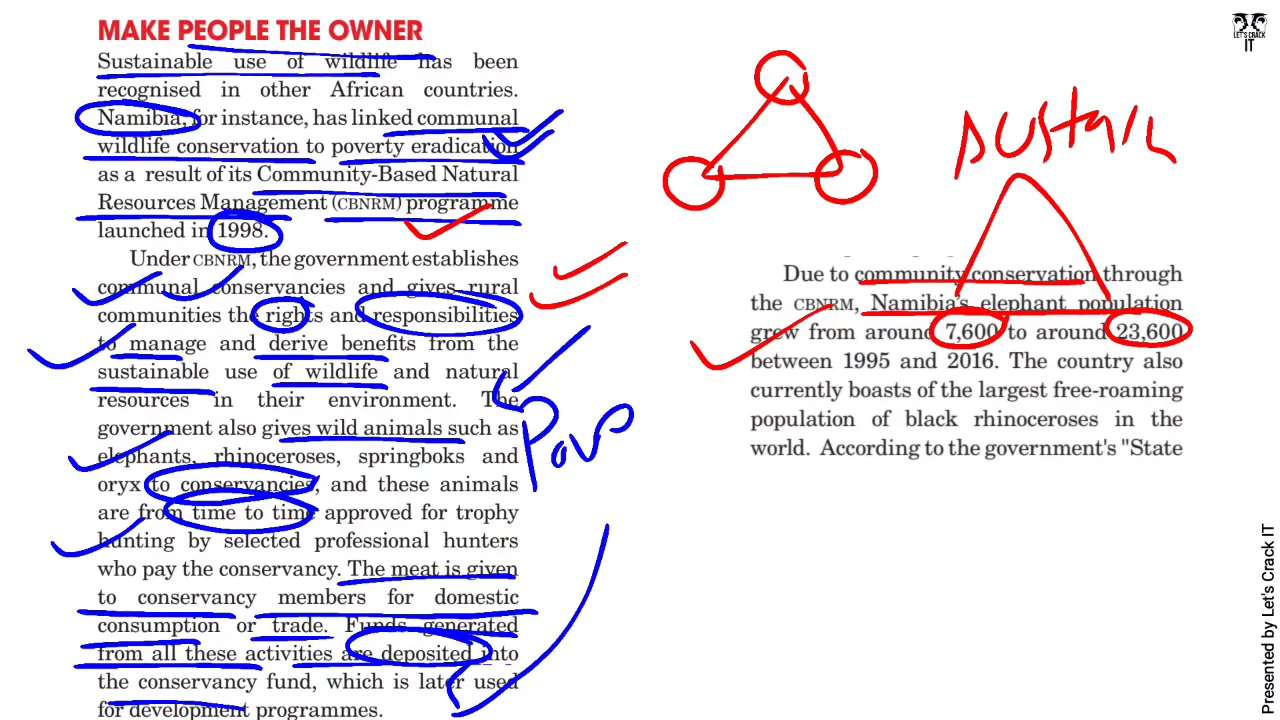 MAKE PEOPLE THE OWNER
Sustainable use of wildlife has been
recognised in other African countries.
Namibia, for instance, has linked communal
wildlife conservation to poverty eradication
as a result of its Community-Based Natural
Resources Management (CBNRM) programme
launched in 1998.
Under CBNRM, the government establishes
communal conservancies and gives rural
communities the rights and responsibilities
to manage and derive benefits from the
sustainable use of wildlife and natural
resources in their environment. The
government also gives wild animals such as
elephants, rhinoceroses, springboks and
oryx to conservancies, and these animals
are from time to time approved for trophy
hunting by selected professional hunters
who pay the conservancy. The meat is given
to conservancy members for domestic
consumption or trade. Funds generated
from all these activities are deposited into
the conservancy fund, which is later used
for development programmes.
LET'S CRACK
IT
Due to community conservation through
the CBNRM, Namibia's elephant population
grew from around 7,600 to around 23,600
between 1995 and 2016. The country also
currently boasts of the largest free-roaming
population of black rhinoceroses in the
world. According to the government's "State
Presented by Let's Crack IT